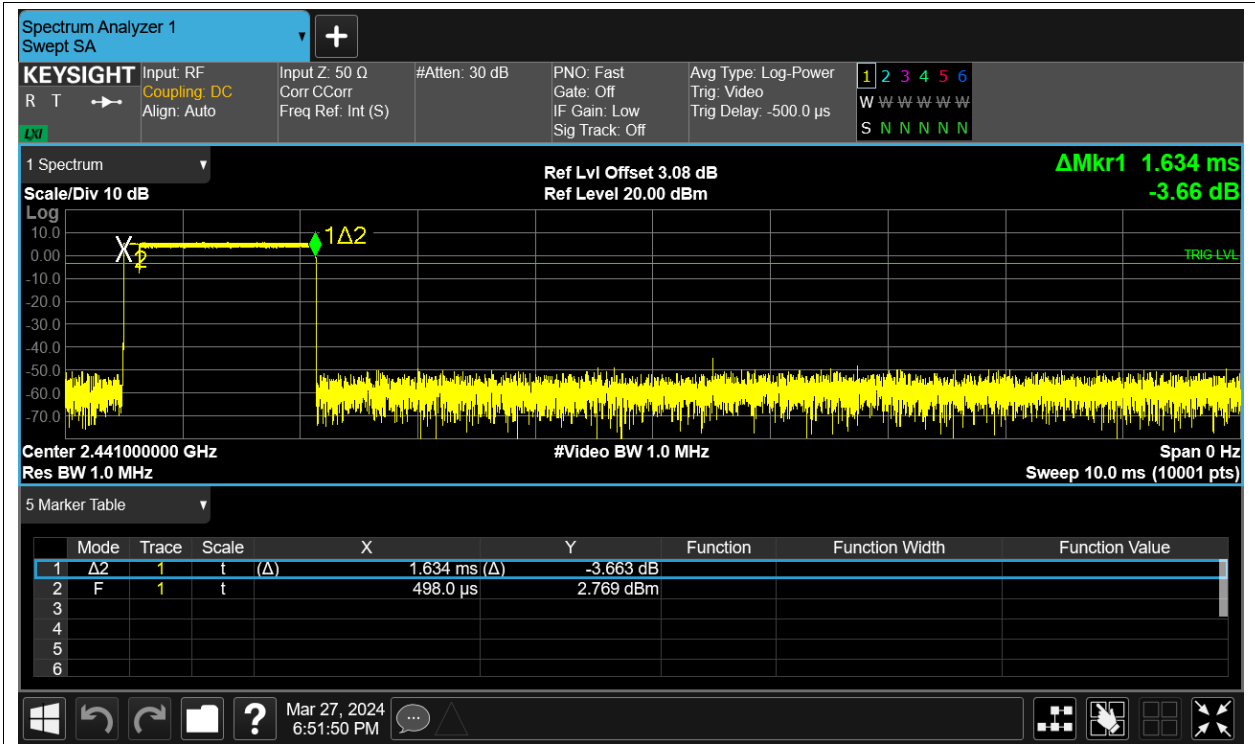 Spectrum Analyzer 1
Swept SA
KEYSIGHT Input: RF Input Z: 50 Ω #Atten: 30 dB PNO: Fast Avg Type: Log-Power 1 2 3 4 5 6
R T Coupling: DC Corr CCorr Gate: Off Trig: Video W W W W W W
Align: Auto Freq Ref: Int (S) IF Gain: Low Trig Delay: -500.0 µs
LXI Sig Track: Off S N N N N N
1 Spectrum Ref Lvl Offset 3.08 dB ΔMkr1 1.634 ms
Scale/Div 10 dB Ref Level 20.00 dBm -3.66 dB
Log
10.0 1Δ2
0.00 X 2 TRIG LVL
-10.0
-20.0
-30.0
-40.0
-50.0
-60.0
-70.0
Center 2.441000000 GHz #Video BW 1.0 MHz Span 0 Hz
Res BW 1.0 MHz Sweep 10.0 ms (10001 pts)
5 Marker Table
Mode Trace Scale X Y Function Function Width Function Value
1 Δ2 1 t (Δ) 1.634 ms (Δ) -3.663 dB
2 F 1 t 498.0 µs 2.769 dBm
3
4
5
6
? Mar 27, 2024
6:51:50 PM